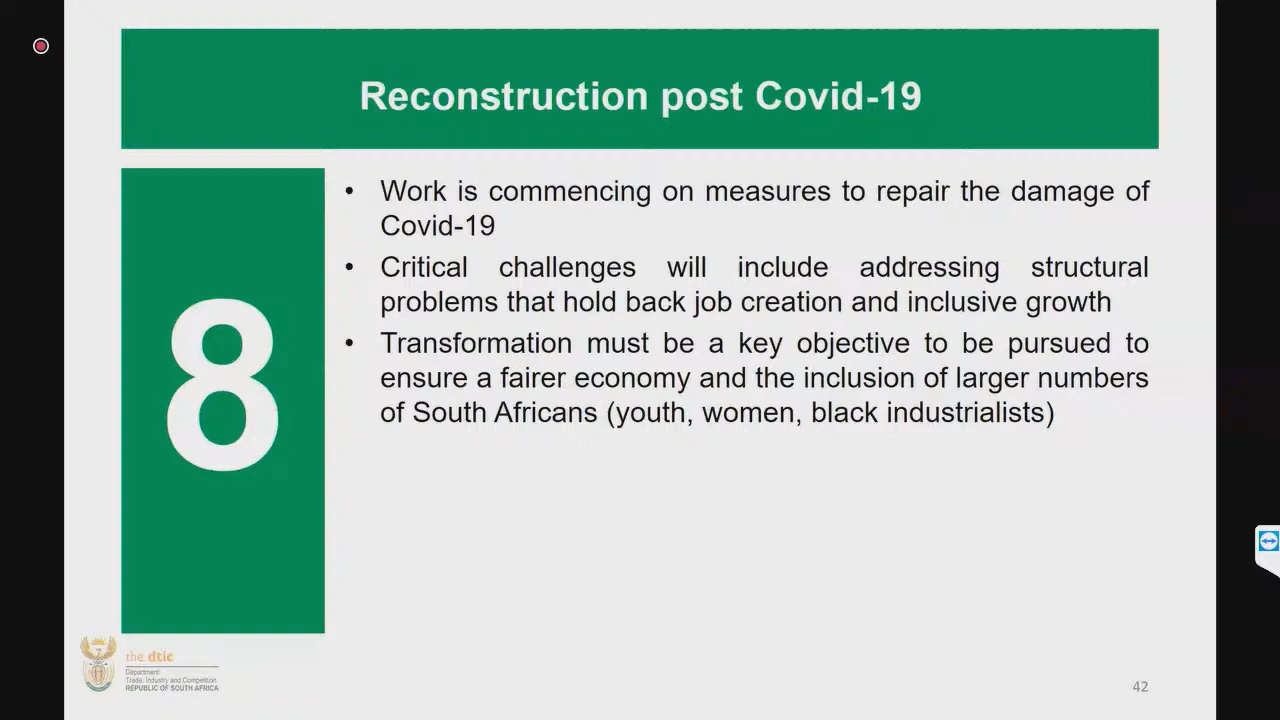 Reconstruction post Covid-19
8
• Work is commencing on measures to repair the damage of
Covid-19
• Critical challenges will include addressing structural
problems that hold back job creation and inclusive growth
• Transformation must be a key objective to be pursued to
ensure a fairer economy and the inclusion of larger numbers
of South Africans (youth, women, black industrialists)
the dtic
Department:
Trade, Industry and Competition
REPUBLIC OF SOUTH AFRICA
42